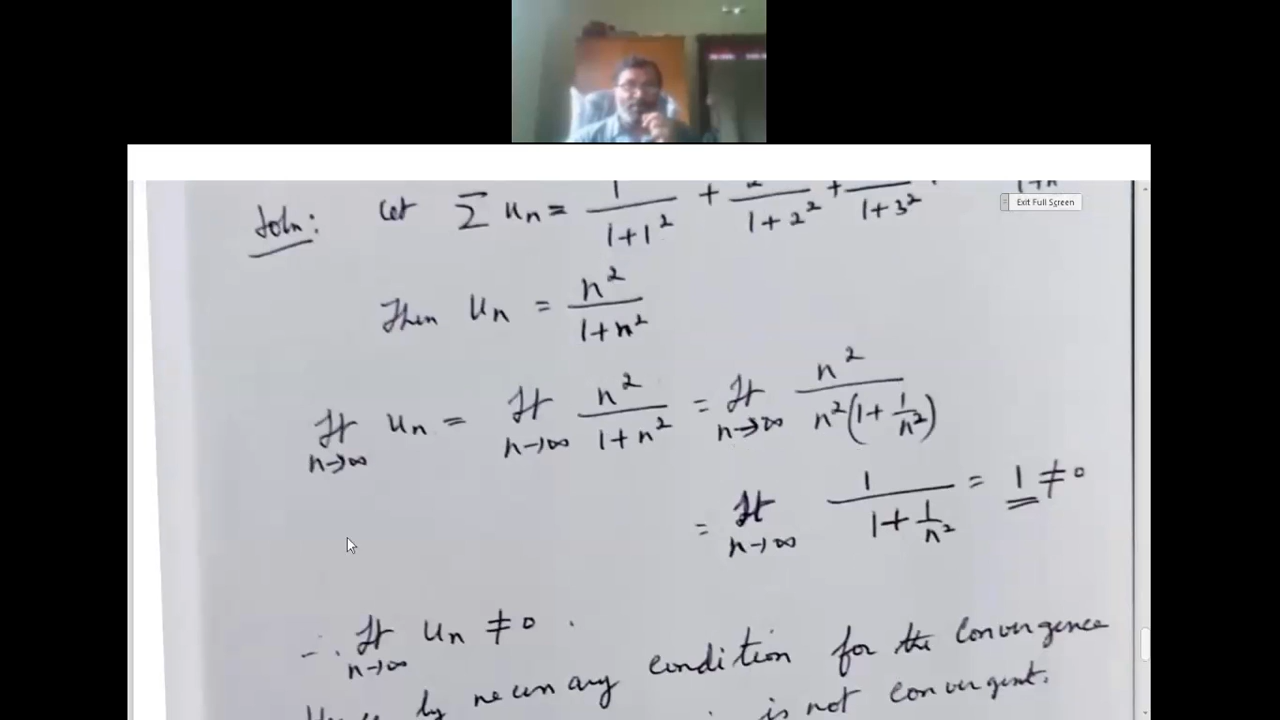 Soln: Let Σ un = 1/(1+1²) + /(1+2²) + /(1+3²)
Exit Full Screen
Then un = n²/(1+n²)
Lt n→∞ un = Lt n→∞ n²/(1+n²) = Lt n→∞ n²/(n²(1+1/n²))
= Lt n→∞ 1/(1+1/n²) = 1 ≠ 0
∴ Lt n→∞ un ≠ 0 .
Hence by necessary condition for the convergence
is not convergent.